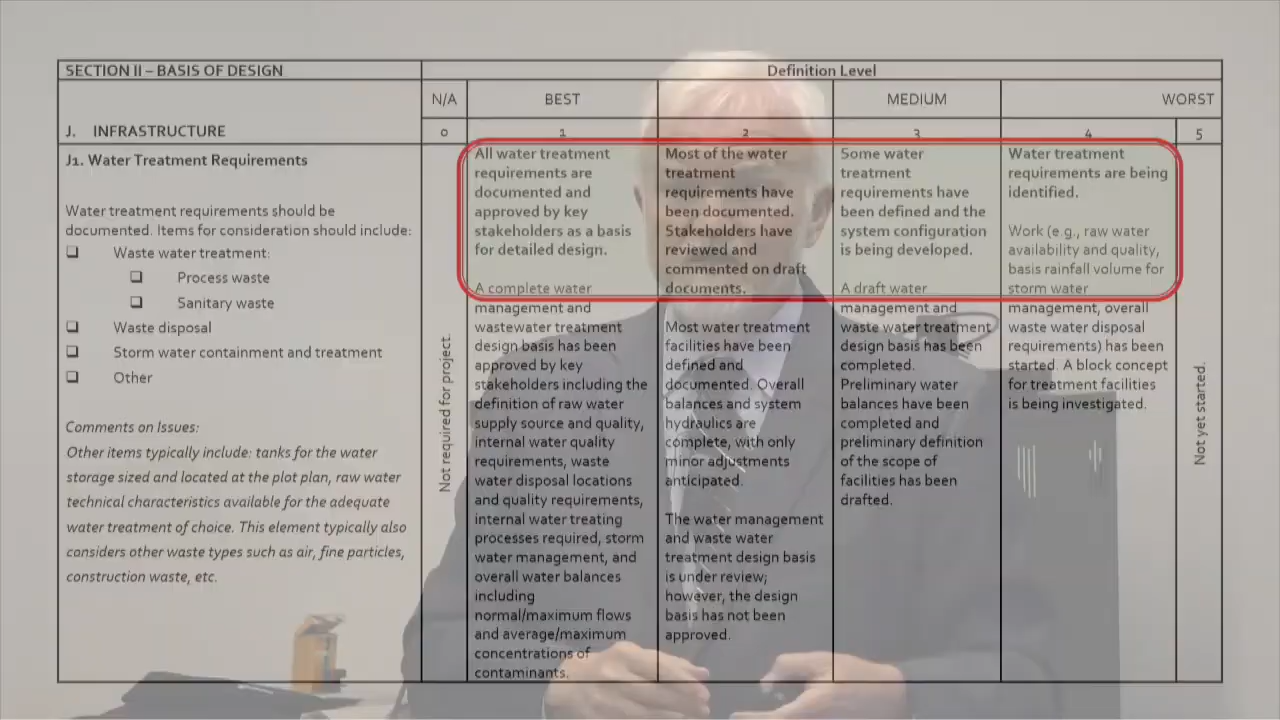 SECTION II – BASIS OF DESIGN
Definition Level
N/A
BEST
MEDIUM
WORST
J. INFRASTRUCTURE
0
1
2
3
4
5
J1. Water Treatment Requirements
Water treatment requirements should be
documented. Items for consideration should include:
❑ Waste water treatment:
❑ Process waste
❑ Sanitary waste
❑ Waste disposal
❑ Storm water containment and treatment
❑ Other
Comments on Issues:
Other items typically include: tanks for the water
storage sized and located at the plot plan, raw water
technical characteristics available for the adequate
water treatment of choice. This element typically also
considers other waste types such as air, fine particles,
construction waste, etc.
Not required for project.
All water treatment
requirements are
documented and
approved by key
stakeholders as a basis
for detailed design.
A complete water
management and
wastewater treatment
design basis has been
approved by key
stakeholders including the
definition of raw water
supply source and quality,
internal water quality
requirements, waste
water disposal locations
and quality requirements,
internal water treating
processes required, storm
water management, and
overall water balances
including
normal/maximum flows
and average/maximum
concentrations of
contaminants.
Most of the water
treatment
requirements have
been documented.
Stakeholders have
reviewed and
commented on draft
documents.
Most water treatment
facilities have been
defined and
documented. Overall
balances and system
hydraulics are
complete, with only
minor adjustments
anticipated.
The water management
and waste water
treatment design basis
is under review;
however, the design
basis has not been
approved.
Some water
treatment
requirements have
been defined and the
system configuration
is being developed.
A draft water
management and
waste water treatment
design basis has been
completed.
Preliminary water
balances have been
completed and
preliminary definition
of the scope of
facilities has been
drafted.
Water treatment
requirements are being
identified.
Work (e.g., raw water
availability and quality,
basis rainfall volume for
storm water
management, overall
waste water disposal
requirements) has been
started. A block concept
for treatment facilities
is being investigated.
Not yet started.